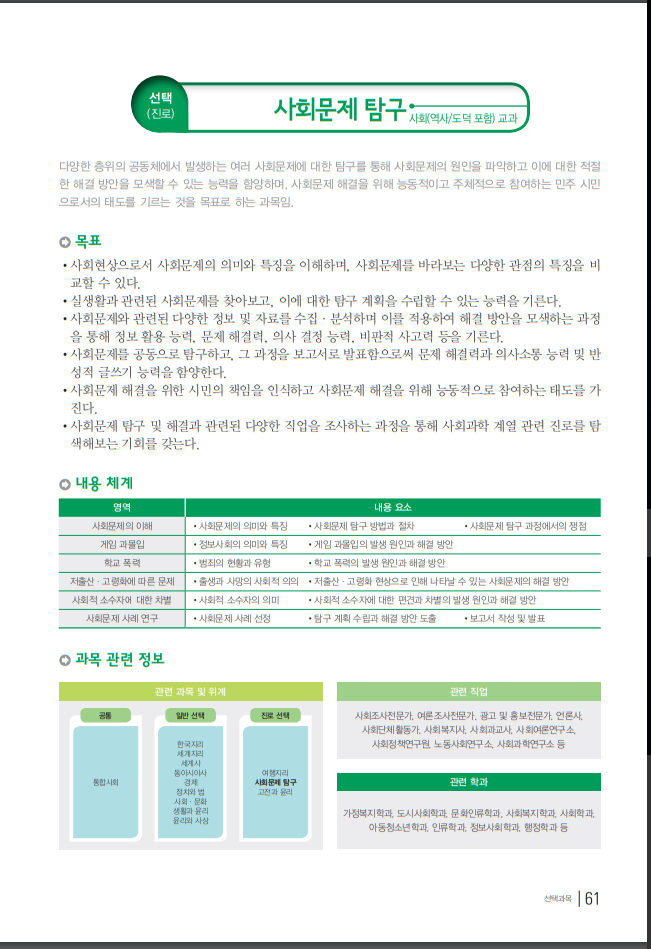 선택
(진로)
사회문제 탐구
사회(역사/도덕 포함) 교과
다양한 층위의 공동체에서 발생하는 여러 사회문제에 대한 탐구를 통해 사회문제의 원인을 파악하고 이에 대한 적절
한 해결 방안을 모색할 수 있는 능력을 함양하며, 사회문제 해결을 위해 능동적이고 주체적으로 참여하는 민주 시민
으로서의 태도를 기르는 것을 목표로 하는 과목임.
목표
• 사회현상으로서 사회문제의 의미와 특징을 이해하며, 사회문제를 바라보는 다양한 관점의 특징을 비
교할 수 있다.
• 실생활과 관련된 사회문제를 찾아보고, 이에 대한 탐구 계획을 수립할 수 있는 능력을 기른다.
• 사회문제와 관련된 다양한 정보 및 자료를 수집·분석하며 이를 적용하여 해결 방안을 모색하는 과정
을 통해 정보 활용 능력, 문제 해결력, 의사 결정 능력, 비판적 사고력 등을 기른다.
• 사회문제를 공동으로 탐구하고, 그 과정을 보고서로 발표함으로써 문제 해결력과 의사소통 능력 및 반
성적 글쓰기 능력을 함양한다.
• 사회문제 해결을 위한 시민의 책임을 인식하고 사회문제 해결을 위해 능동적으로 참여하는 태도를 가
진다.
• 사회문제 탐구 및 해결과 관련된 다양한 직업을 조사하는 과정을 통해 사회과학 계열 관련 진로를 탐
색해보는 기회를 갖는다.
내용 체계
영역 내용 요소
사회문제의 이해 • 사회문제의 의미와 특징 • 사회문제 탐구 방법과 절차 • 사회문제 탐구 과정에서의 쟁점
게임 과몰입 • 정보사회의 의미와 특징 • 게임 과몰입의 발생 원인과 해결 방안
학교 폭력 • 범죄의 현황과 유형 • 학교 폭력의 발생 원인과 해결 방안
저출산·고령화에 따른 문제 • 출생과 사망의 사회적 의의 • 저출산·고령화 현상으로 인해 나타날 수 있는 사회문제의 해결 방안
사회적 소수자에 대한 차별 • 사회적 소수자의 의미 • 사회적 소수자에 대한 편견과 차별의 발생 원인과 해결 방안
사회문제 사례 연구 • 사회문제 사례 선정 • 탐구 계획 수립과 해결 방안 도출 • 보고서 작성 및 발표
과목 관련 정보
관련 과목 및 위계
공통
통합사회
일반 선택
한국지리
세계지리
세계사
동아시아사
경제
정치와 법
사회·문화
생활과 윤리
윤리와 사상
진로 선택
여행지리
사회문제 탐구
고전과 윤리
관련 직업
사회조사전문가, 여론조사전문가, 광고 및 홍보전문가, 언론사,
사회단체활동가, 사회복지사, 사회과교사, 사회여론연구소,
사회정책연구원, 노동사회연구소, 사회과학연구소 등
관련 학과
가정복지학과, 도시사회학과, 문화인류학과, 사회복지학과, 사회학과,
아동청소년학과, 인류학과, 정보사회학과, 행정학과 등
선택과목 61